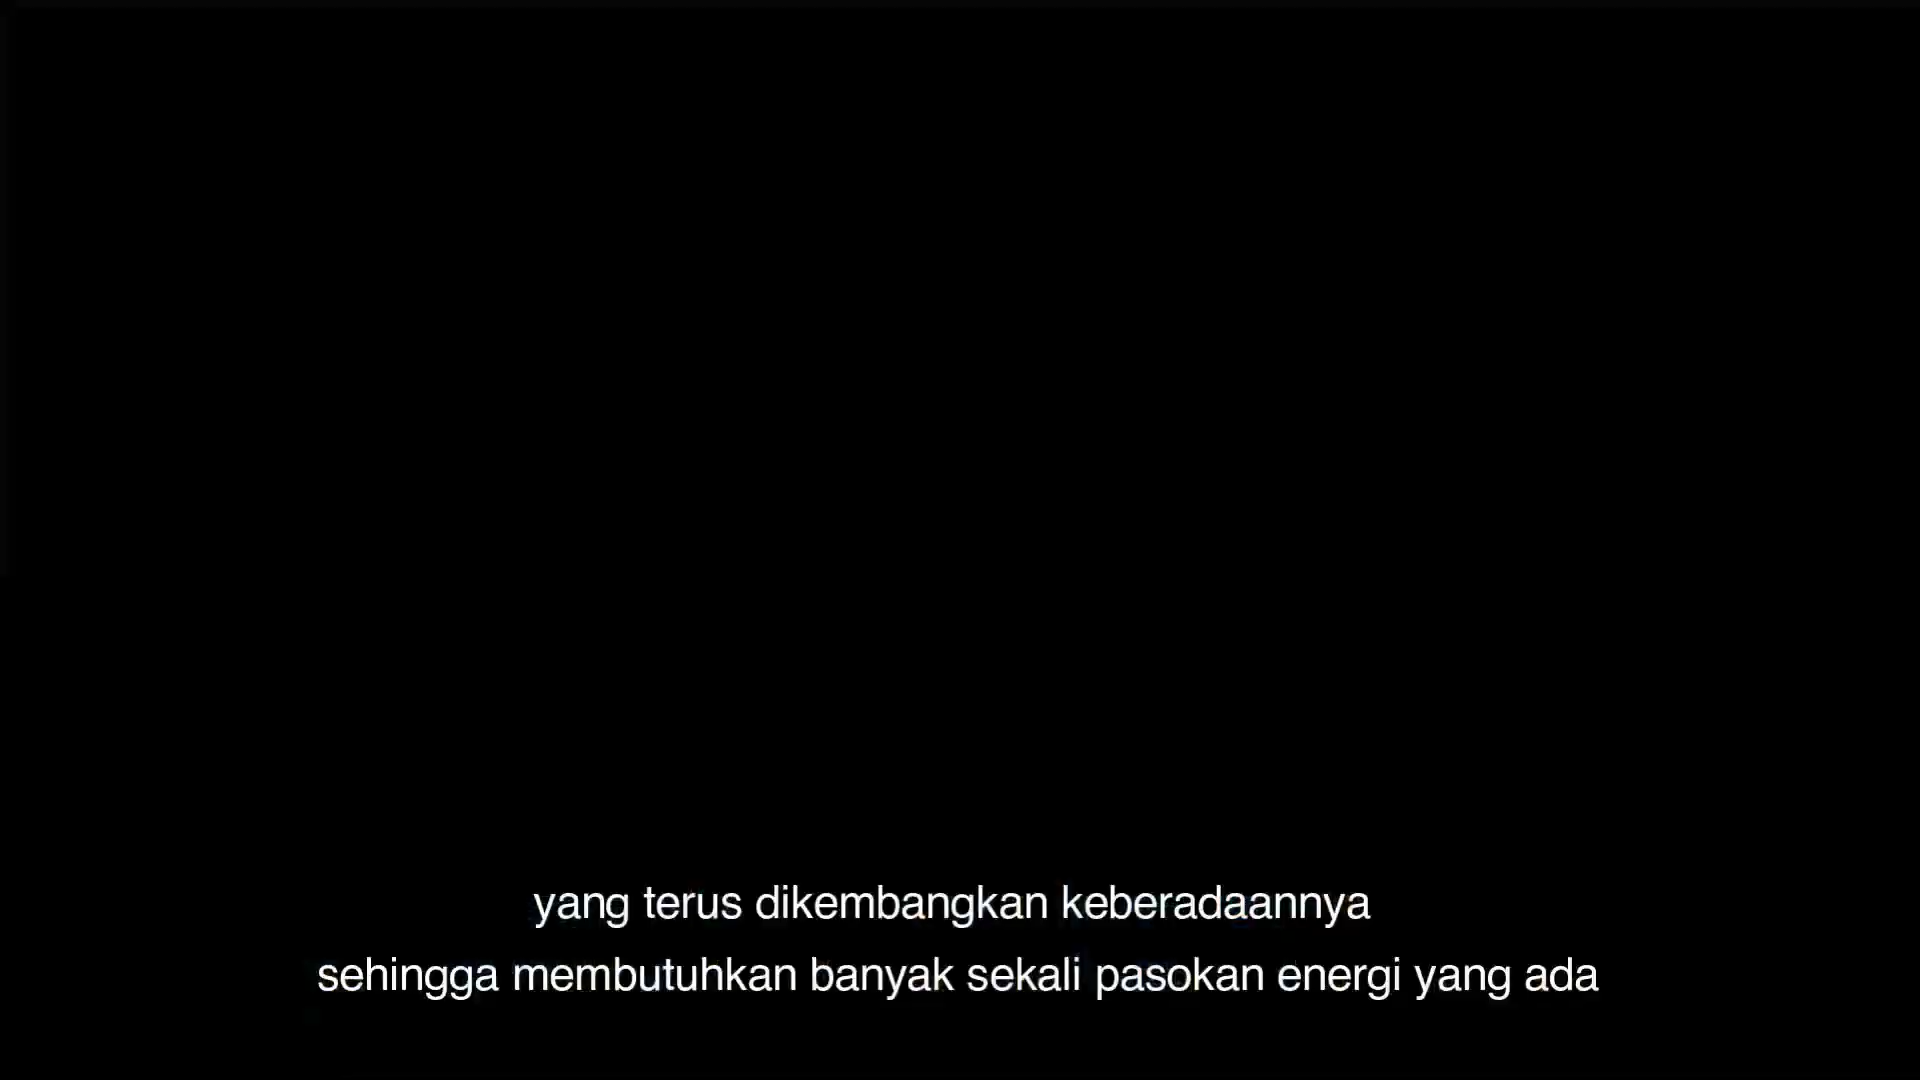 yang terus dikembangkan keberadaannya
sehingga membutuhkan banyak sekali pasokan energi yang ada